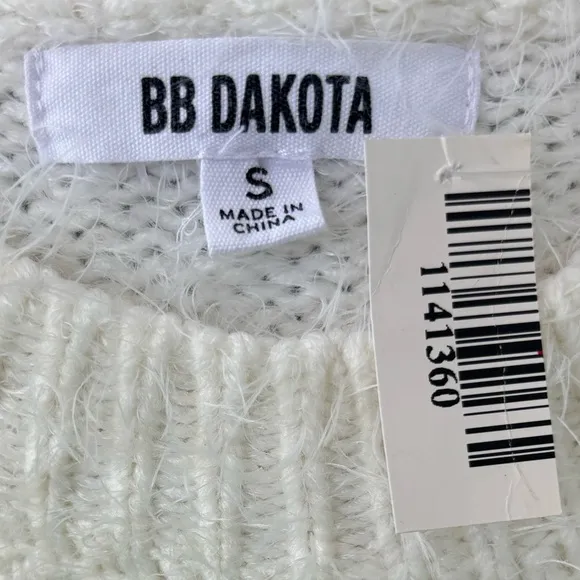 BB DAKOTA
S
MADE IN
CHINA
1141360